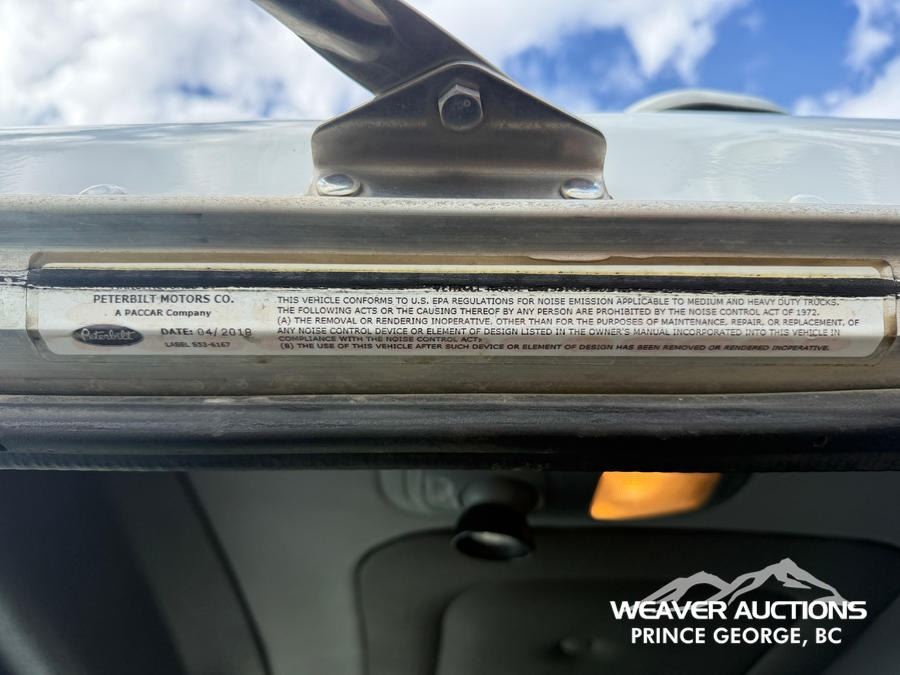 PETERBILT MOTORS CO.
A PACCAR Company
Peterbilt
DATE: 04/2018
LABEL S53-6167
THIS VEHICLE CONFORMS TO U.S. EPA REGULATIONS FOR NOISE EMISSION APPLICABLE TO MEDIUM AND HEAVY DUTY TRUCKS.
THE FOLLOWING ACTS OR THE CAUSING THEREOF BY ANY PERSON ARE PROHIBITED BY THE NOISE CONTROL ACT OF 1972.
(A) THE REMOVAL OR RENDERING INOPERATIVE, OTHER THAN FOR THE PURPOSES OF MAINTENANCE, REPAIR, OR REPLACEMENT, OF
ANY NOISE CONTROL DEVICE OR ELEMENT OF DESIGN LISTED IN THE OWNER'S MANUAL INCORPORATED INTO THIS VEHICLE IN
COMPLIANCE WITH THE NOISE CONTROL ACT;
(B) THE USE OF THIS VEHICLE AFTER SUCH DEVICE OR ELEMENT OF DESIGN HAS BEEN REMOVED OR RENDERED INOPERATIVE.
WEAVER AUCTIONS
PRINCE GEORGE, BC